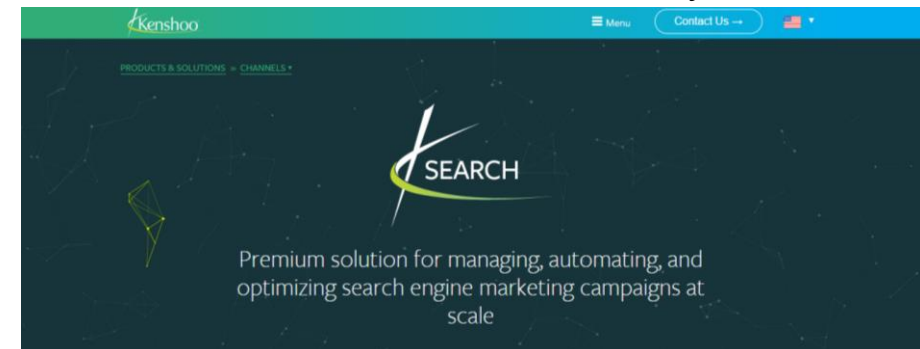 Kenshoo
Menu
Contact Us →
PRODUCTS & SOLUTIONS » CHANNELS
SEARCH
Premium solution for managing, automating, and
optimizing search engine marketing campaigns at
scale